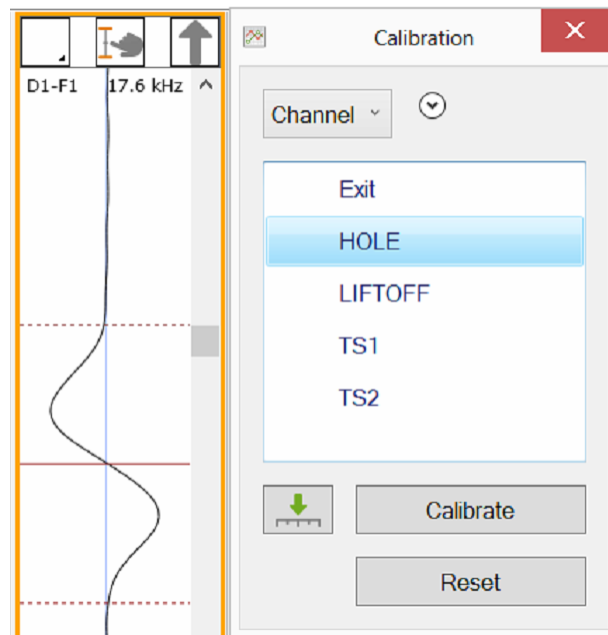 D1-F1 17.6 kHz
Calibration
Channel
Exit
HOLE
LIFTOFF
TS1
TS2
Calibrate
Reset